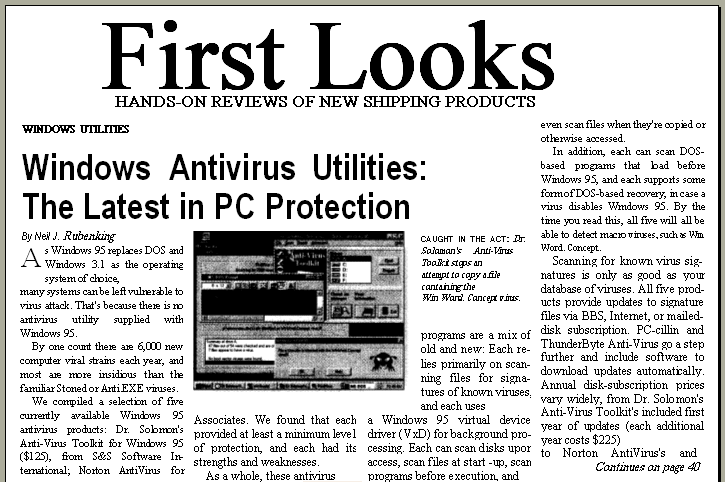 First Looks
HANDS-ON REVIEWS OF NEW SHIPPING PRODUCTS
WINDOWS UTILITIES
Windows Antivirus Utilities:
The Latest in PC Protection
By Neil J. Rubenking
As Windows 95 replaces DOS and
Windows 3.1 as the operating
system of choice,
many systems can be left vulnerable to
virus attack. That's because there is no
antivirus utility supplied with
Windows 95.
By one count there are 6,000 new
computer viral strains each year, and
most are more insidious than the
familiar Stoned or Anti.EXE viruses.
We compiled a selection of five
currently available Windows 95
antivirus products: Dr. Solomon's
Anti-Virus Toolkit for Windows 95
($125), from S&S Software In-
ternational; Norton AntiVirus for
CAUGHT IN THE ACT: Dr.
Solomon's Anti-Virus
Toolkit stops an
attempt to copy a file
containing the
Win Word. Concept virus.
Associates. We found that each
provided at least a minimum level
of protection, and each had its
strengths and weaknesses.
As a whole, these antivirus
programs are a mix of
old and new: Each re-
lies primarily on scan-
ning files for signa-
tures of known viruses,
and each uses
a Windows 95 virtual device
driver (VxD) for background pro-
cessing. Each can scan disks upor
access, scan files at start -up, scan
programs before execution, and
even scan files when they're copied or
otherwise accessed.
In addition, each can scan DOS-
based programs that load before
Windows 95, and each supports some
form of DOS-based recovery, in case a
virus disables Windows 95. By the
time you read this, all five will all be
able to detect macro viruses, such as Win
Word. Concept.
Scanning for known virus sig-
natures is only as good as your
database of viruses. All five pro-
ducts provide updates to signature
files via BBS, Internet, or mailed-
disk subscription. PC-cillin and
ThunderByte Anti-Virus go a step
further and include software to
download updates automatically.
Annual disk-subscription prices
vary widely, from Dr. Solomon's
Anti-Virus Toolkit's included first
year of updates (each additional
year costs $225)
to Norton AntiVirus's and
Continues on page 40